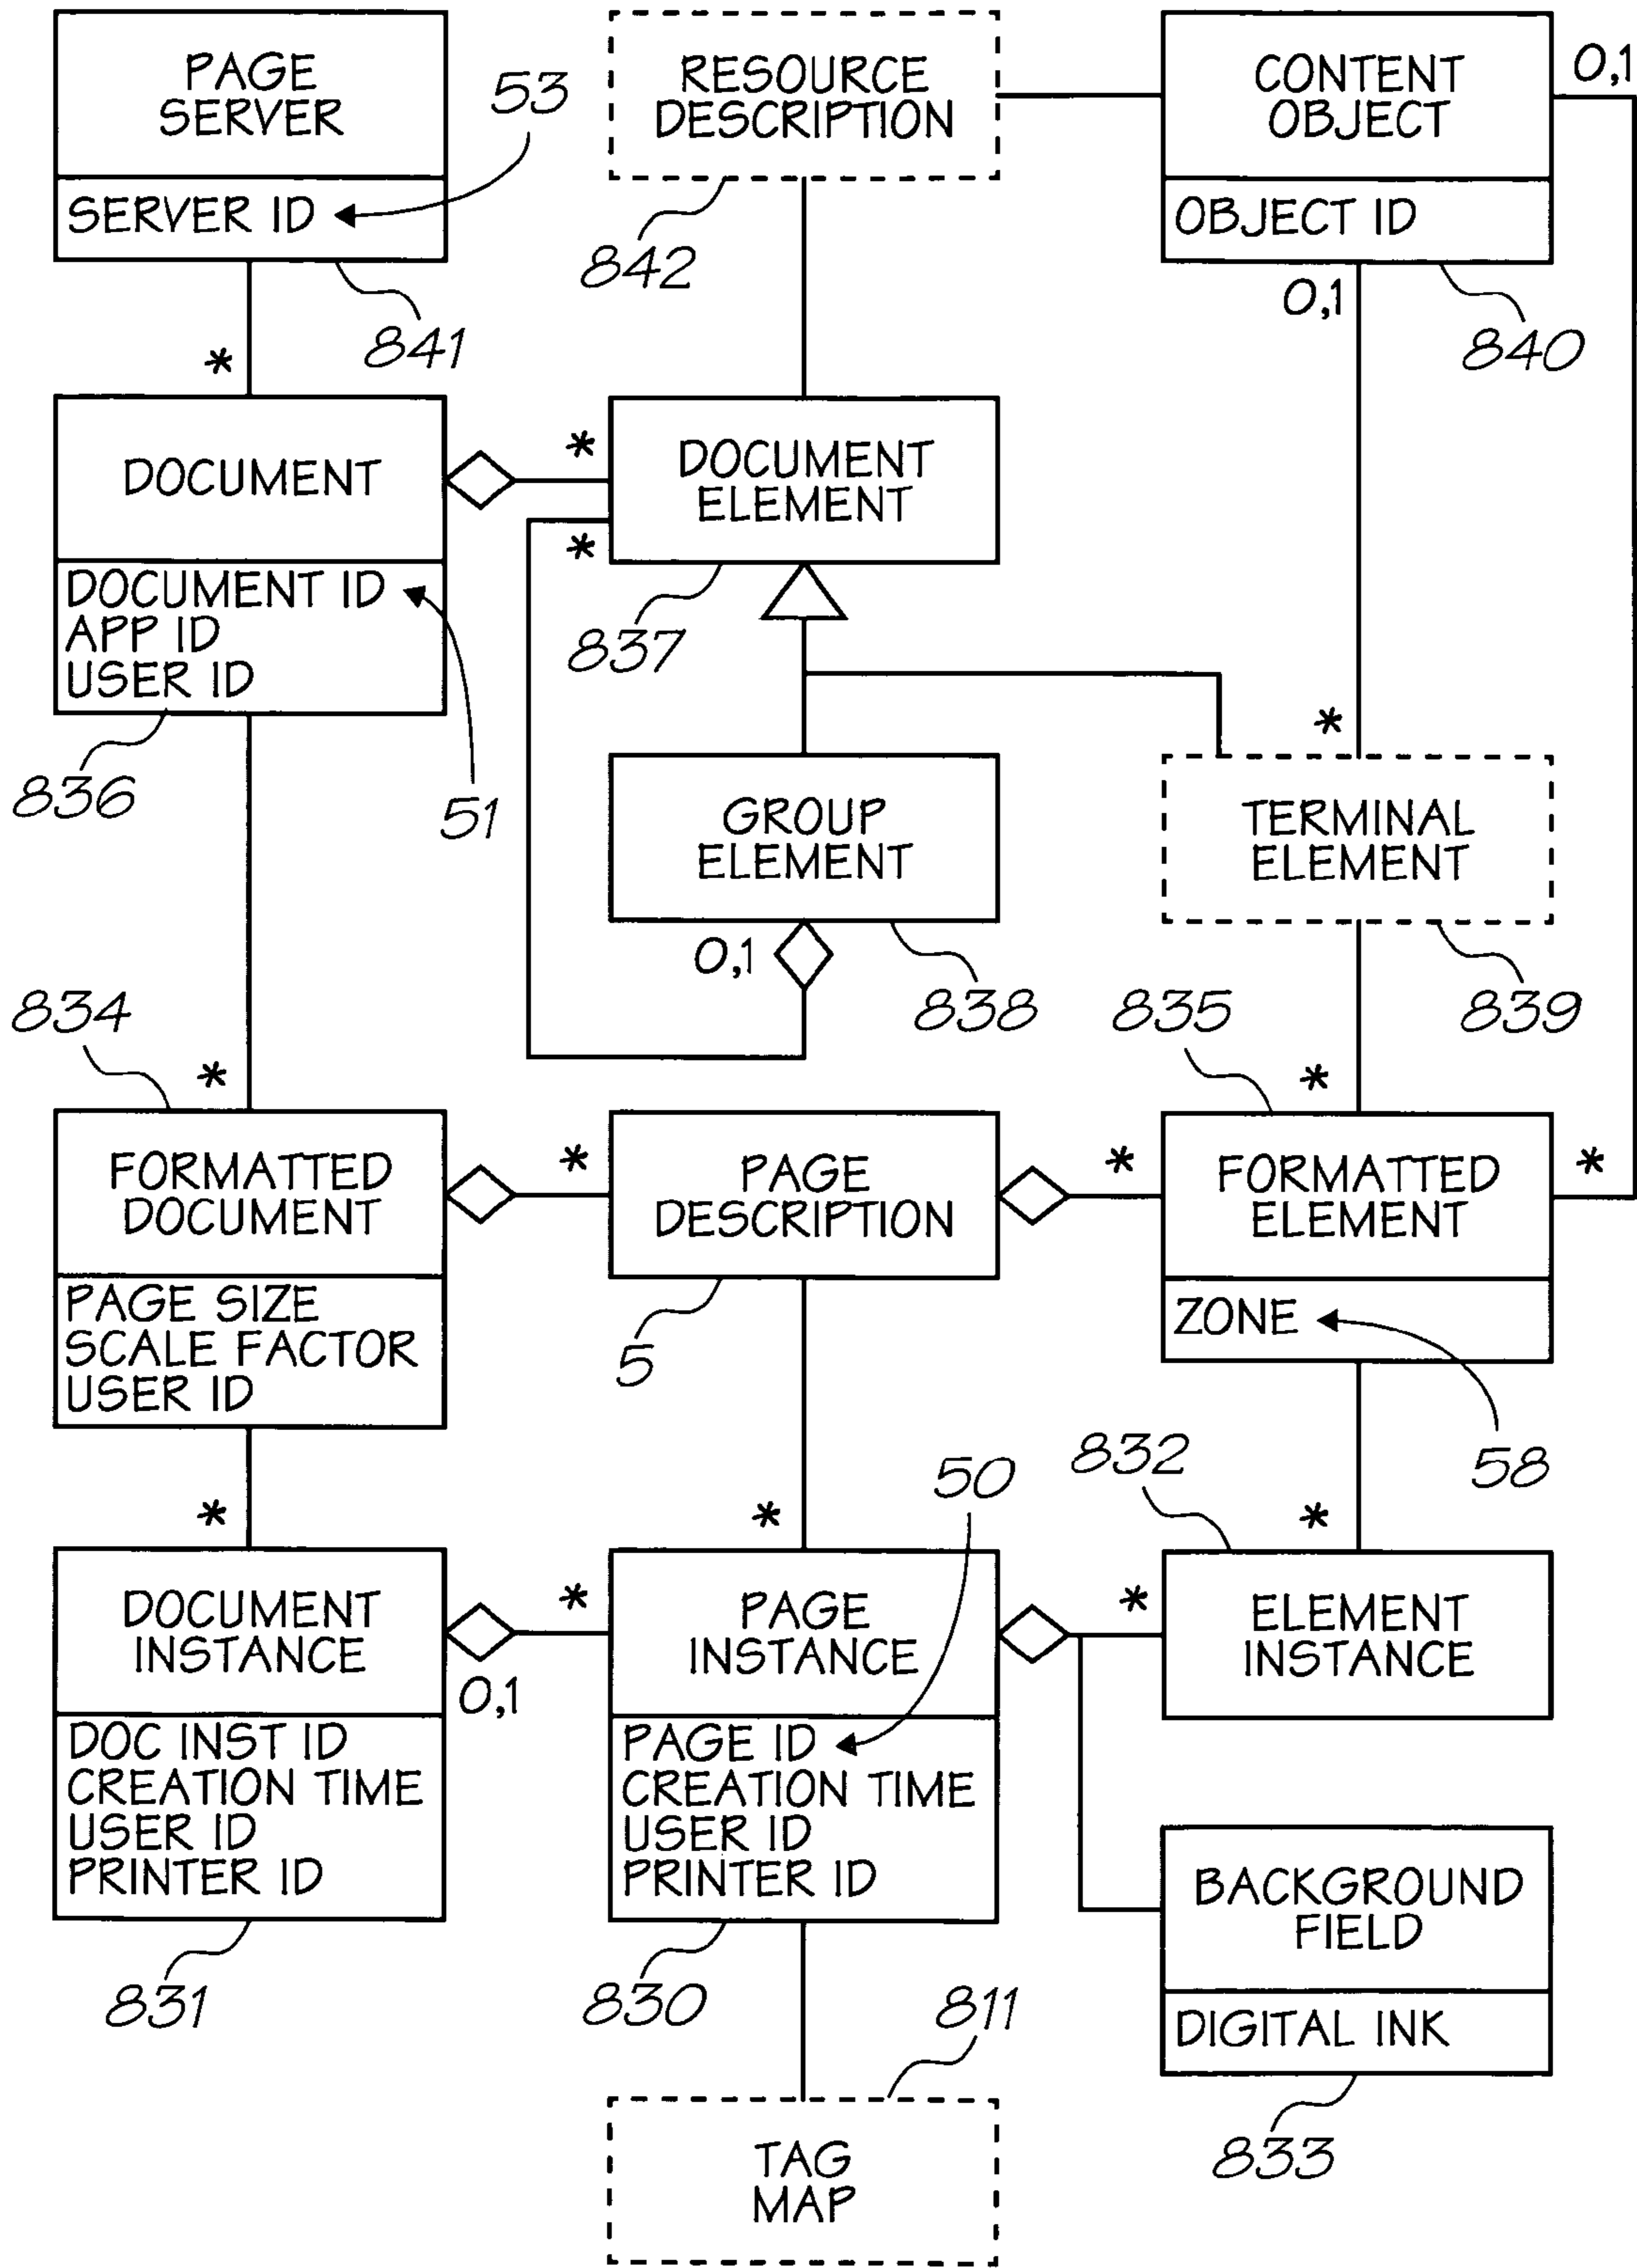 PAGE
SERVER
53
SERVER ID
841
RESOURCE
DESCRIPTION
842
CONTENT
OBJECT
0,1
OBJECT ID
0,1
840
*
DOCUMENT
DOCUMENT ID
APP ID
USER ID
836
51
*
*
DOCUMENT
ELEMENT
837
GROUP
ELEMENT
0,1
838
*
TERMINAL
ELEMENT
839
834
*
FORMATTED
DOCUMENT
PAGE SIZE
SCALE FACTOR
USER ID
*
PAGE
DESCRIPTION
5
835
*
*
FORMATTED
ELEMENT
*
ZONE
58
*
DOCUMENT
INSTANCE
0,1
DOC INST ID
CREATION TIME
USER ID
PRINTER ID
831
*
*
50
PAGE
INSTANCE
PAGE ID
CREATION TIME
USER ID
PRINTER ID
830
832
*
*
ELEMENT
INSTANCE
BACKGROUND
FIELD
DIGITAL INK
833
811
TAG
MAP